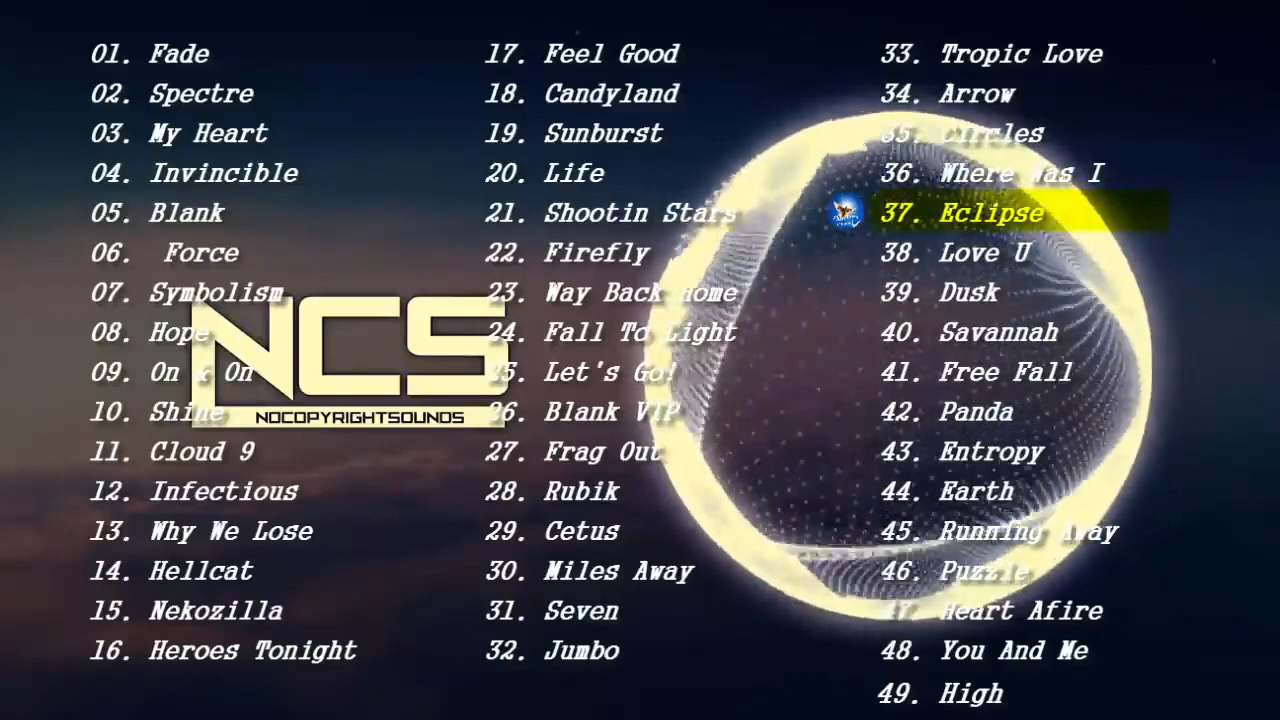 01. Fade
02. Spectre
03. My Heart
04. Invincible
05. Blank
06. Force
07. Symbolism
08. Hope
09. On & On
10. Shine
11. Cloud 9
12. Infectious
13. Why We Lose
14. Hellcat
15. Nekozilla
16. Heroes Tonight
NCS
NOCOPYRIGHTSOUNDS
17. Feel Good
18. Candyland
19. Sunburst
20. Life
21. Shootin Stars
22. Firefly
23. Way Back Home
24. Fall To Light
25. Let's Go!
26. Blank VIP
27. Frag Out
28. Rubik
29. Cetus
30. Miles Away
31. Seven
32. Jumbo
33. Tropic Love
34. Arrow
35. Circles
36. Where Was I
37. Eclipse
38. Love U
39. Dusk
40. Savannah
41. Free Fall
42. Panda
43. Entropy
44. Earth
45. Running Away
46. Puzzle
47. Heart Afire
48. You And Me
49. High